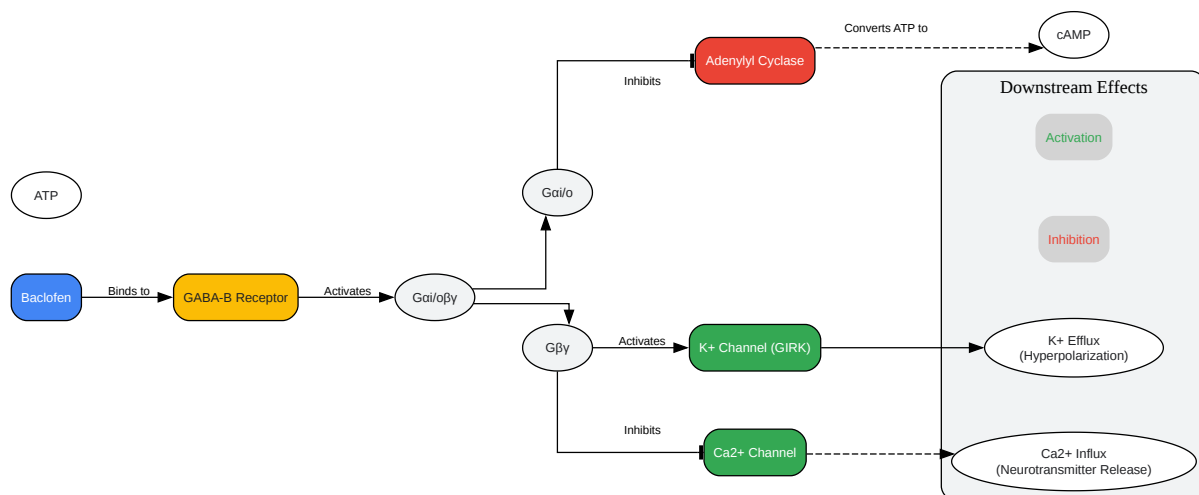 Converts ATP to
cAMP
Adenylyl Cyclase
Inhibits
Downstream Effects
Activation
ATP
Gαi/o
Inhibition
Baclofen
Binds to
GABA-B Receptor
Activates
Gαi/oβγ
Gβγ
Activates
K+ Channel (GIRK)
K+ Efflux
(Hyperpolarization)
Inhibits
Ca2+ Channel
Ca2+ Influx
(Neurotransmitter Release)